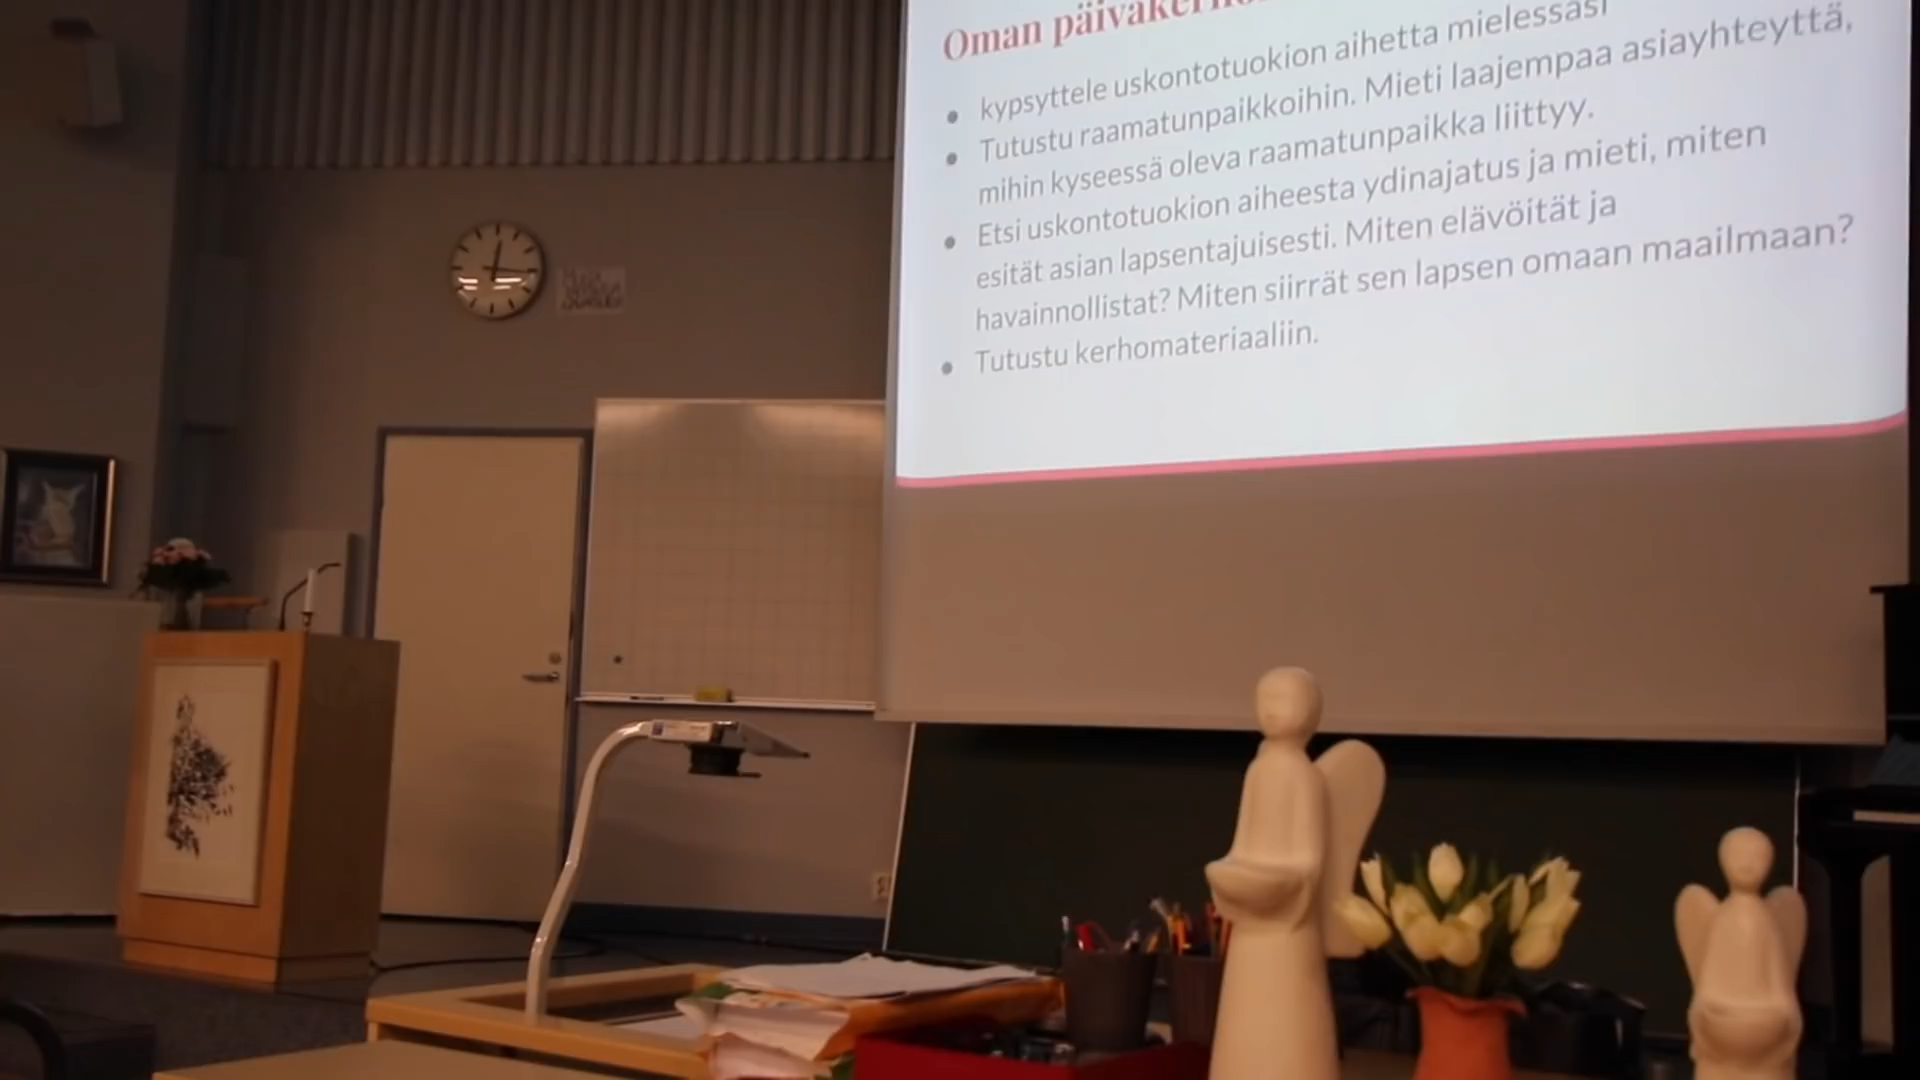 Oman
kypsyttele uskontotuokion aihetta mielessäsi
Tutustu raamatunpaikkoihin. Mieti laajempaa asiayhteyttä,
mihin kyseessä oleva raamatunpaikka liittyy.
Etsi uskontotuokion aiheesta ydinajatus ja mieti, miten
esität asian lapsentajuisesti. Miten elävöität ja
havainnollistat? Miten siirrät sen lapsen omaan maailmaan?
Tutustu kerhomateriaaliin.